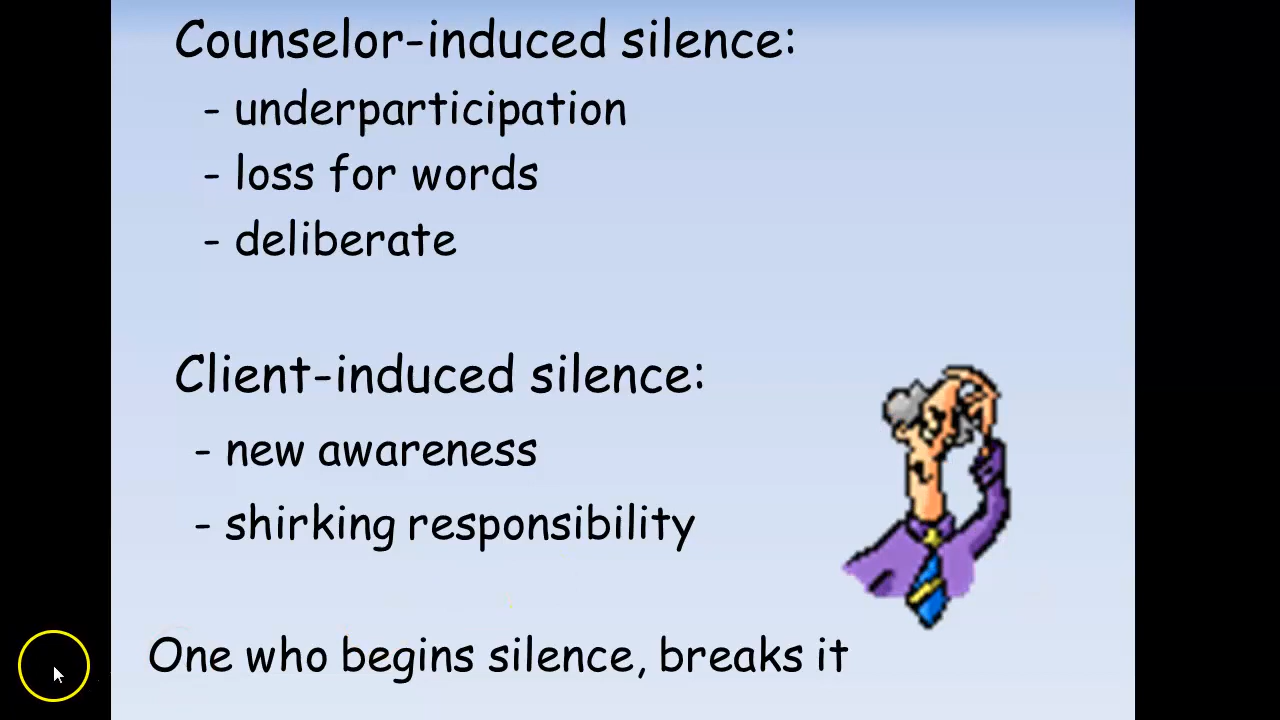 Counselor-induced silence:
- underparticipation
- loss for words
- deliberate
Client-induced silence:
- new awareness
- shirking responsibility
One who begins silence, breaks it